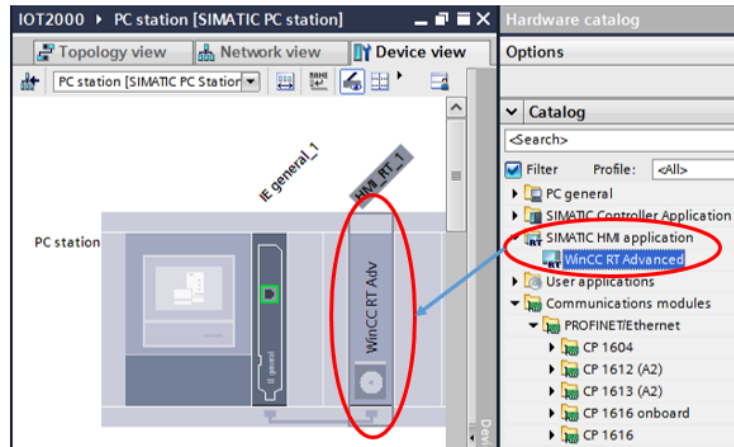 IOT2000 ▸ PC station [SIMATIC PC station]
Topology view Network view Device view
PC station [SIMATIC PC Station
IE general_1
HMI_RT_1
PC station
IE general
WinCC RT Adv
Hardware catalog
Options
Catalog
<Search>
Filter Profile: <All>
PC general
SIMATIC Controller Application
SIMATIC HMI application
WinCC RT Advanced
User applications
Communications modules
PROFINET/Ethernet
CP 1604
CP 1612 (A2)
CP 1613 (A2)
CP 1616 onboard
CP 1616